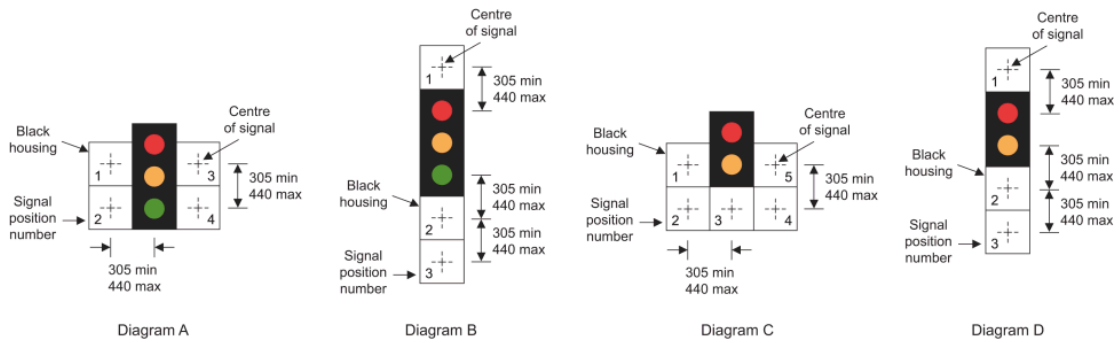 Black
housing
Signal
position
number
1
2
3
4
Centre
of signal
305 min
440 max
305 min
440 max
Diagram A
Centre
of signal
1
305 min
440 max
Black
housing
305 min
440 max
2
305 min
440 max
Signal
position
number
3
Diagram B
Black
housing
Signal
position
number
1
2
3
4
5
Centre
of signal
305 min
440 max
305 min
440 max
Diagram C
Centre
of signal
1
305 min
440 max
Black
housing
305 min
440 max
2
305 min
440 max
Signal
position
number
3
Diagram D